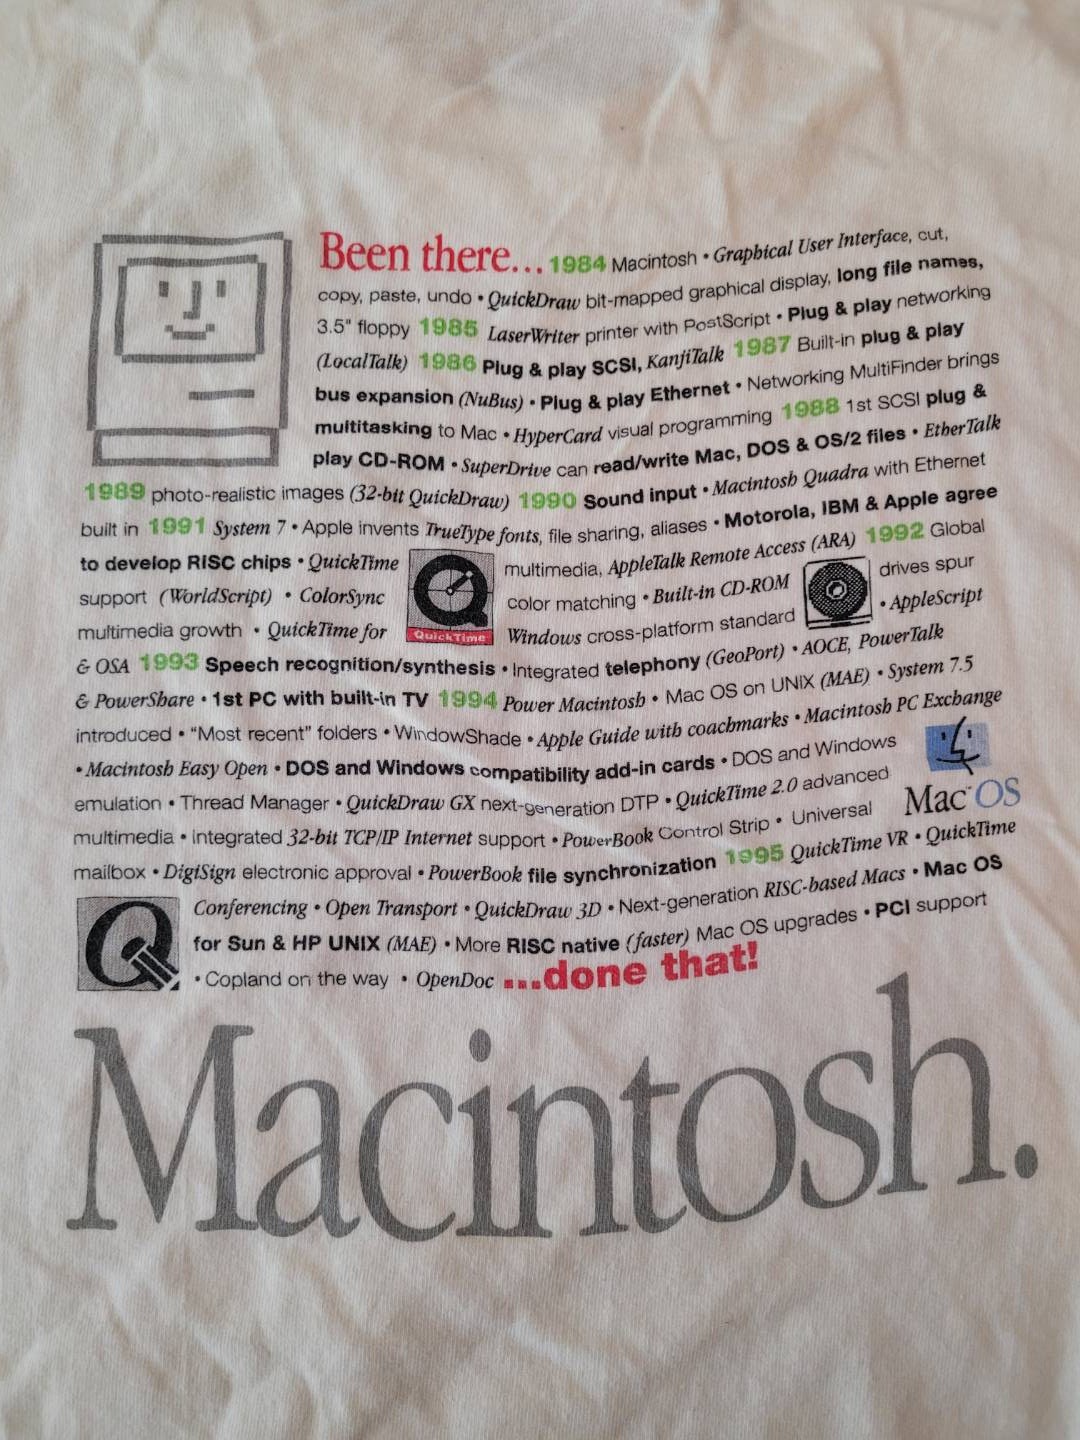 Been there... 1984 Macintosh • Graphical User Interface, cut,
copy, paste, undo • QuickDraw bit-mapped graphical display, long file names,
3.5" floppy 1985 LaserWriter printer with PostScript • Plug & play networking
(LocalTalk) 1986 Plug & play SCSI, KanjiTalk 1987 Built-in plug & play
bus expansion (NuBus) • Plug & play Ethernet • Networking MultiFinder brings
multitasking to Mac • HyperCard visual programming 1988 1st SCSI plug &
play CD-ROM • SuperDrive can read/write Mac, DOS & OS/2 files • EtherTalk
1989 photo-realistic images (32-bit QuickDraw) 1990 Sound input • Macintosh Quadra with Ethernet
built in 1991 System 7 • Apple invents TrueType fonts, file sharing, aliases • Motorola, IBM & Apple agree
to develop RISC chips • QuickTime multimedia, AppleTalk Remote Access (ARA) 1992 Global
support (WorldScript) • ColorSync color matching • Built-in CD-ROM drives spur
multimedia growth • QuickTime for QuickTime Windows cross-platform standard • AppleScript
& OSA 1993 Speech recognition/synthesis • Integrated telephony (GeoPort) • AOCE, PowerTalk
& PowerShare • 1st PC with built-in TV 1994 Power Macintosh • Mac OS on UNIX (MAE) • System 7.5
introduced • "Most recent" folders • WindowShade • Apple Guide with coachmarks • Macintosh PC Exchange
• Macintosh Easy Open • DOS and Windows compatibility add-in cards • DOS and Windows
emulation • Thread Manager • QuickDraw GX next-generation DTP • QuickTime 2.0 advanced
Mac™OS
multimedia • Integrated 32-bit TCP/IP Internet support • PowerBook Control Strip • Universal
mailbox • DigiSign electronic approval • PowerBook file synchronization 1995 QuickTime VR • QuickTime
Conferencing • Open Transport • QuickDraw 3D • Next-generation RISC-based Macs • Mac OS
for Sun & HP UNIX (MAE) • More RISC native (faster) Mac OS upgrades • PCI support
• Copland on the way • OpenDoc ...done that!
Macintosh.